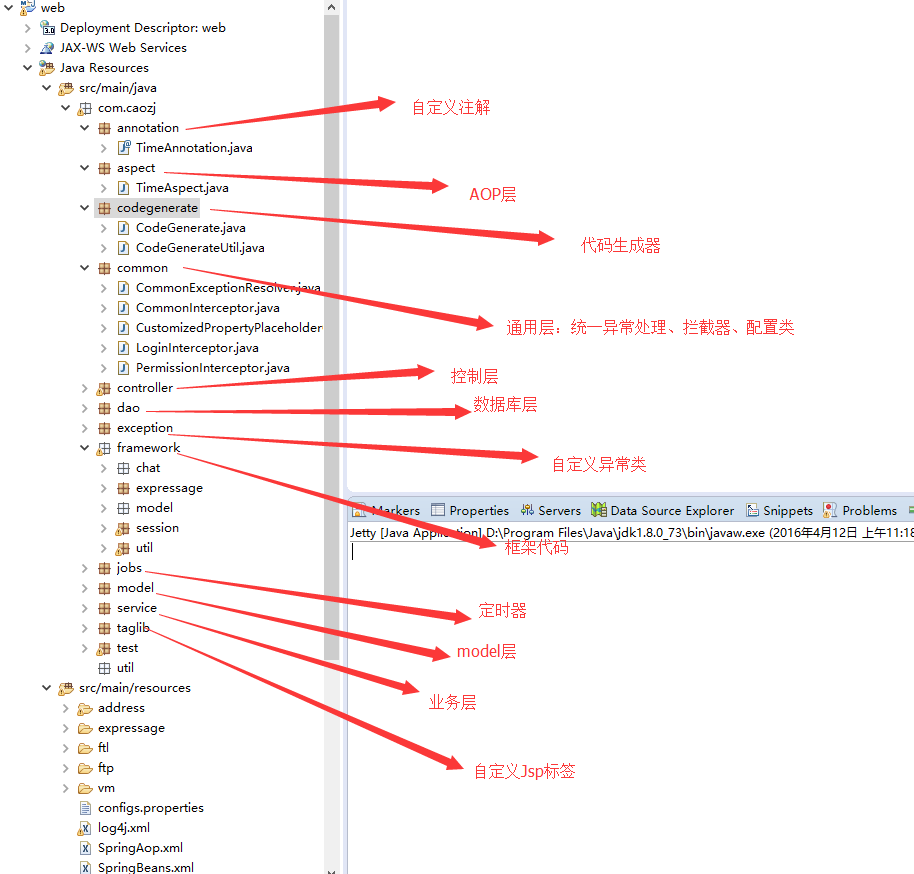 web
Deployment Descriptor: web
JAX-WS Web Services
Java Resources
src/main/java
com.caozj
annotation
自定义注解
TimeAnnotation.java
aspect
AOP层
TimeAspect.java
codegenerate
代码生成器
CodeGenerate.java
CodeGenerateUtil.java
common
通用层：统一异常处理、拦截器、配置类
CommonExceptionResolver.java
CommonInterceptor.java
CustomizedPropertyPlaceholder
LoginInterceptor.java
PermissionInterceptor.java
controller
控制层
dao
数据库层
exception
自定义异常类
framework
框架代码
chat
expressage
model
session
util
jobs
定时器
model
model层
service
业务层
taglib
自定义Jsp标签
test
util
src/main/resources
address
expressage
ftl
ftp
vm
configs.properties
log4j.xml
SpringAop.xml
SpringBeans.xml
Markers Properties Servers Data Source Explorer Snippets Problems
Jetty [Java Application] D:\Program Files\Java\jdk1.8.0_73\bin\javaw.exe (2016年4月12日 上午11:18